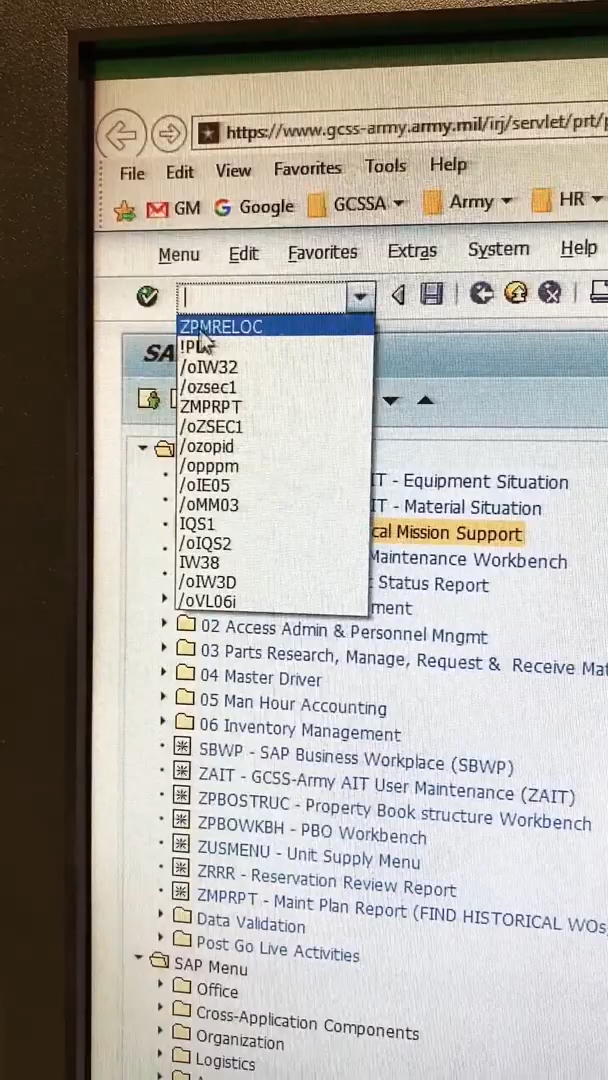 https://www.gcss-army.army.mil/irj/servlet/prt/
File Edit View Favorites Tools Help
GM Google GCSSA Army HR
Menu Edit Favorites Extras System Help
ZPMRELOC
SA
/oIW32
/ozsec1
ZMPRPT
/oZSEC1
/ozopid
/opppm
IT - Equipment Situation
/oIE05
/oMM03
IT - Material Situation
IQS1
cal Mission Support
/oIQS2
Maintenance Workbench
IW38
/oIW3D
Status Report
/oVL06i
ment
02 Access Admin & Personnel Mngmt
03 Parts Research, Manage, Request & Receive Mat
04 Master Driver
05 Man Hour Accounting
06 Inventory Management
SBWP - SAP Business Workplace (SBWP)
ZAIT - GCSS-Army AIT User Maintenance (ZAIT)
ZPBOSTRUC - Property Book structure Workbench
ZPBOWKBH - PBO Workbench
ZUSMENU - Unit Supply Menu
ZRRR - Reservation Review Report
ZMPRPT - Maint Plan Report (FIND HISTORICAL WOs,
Data Validation
Post Go Live Activities
SAP Menu
Office
Cross-Application Components
Organization
Logistics